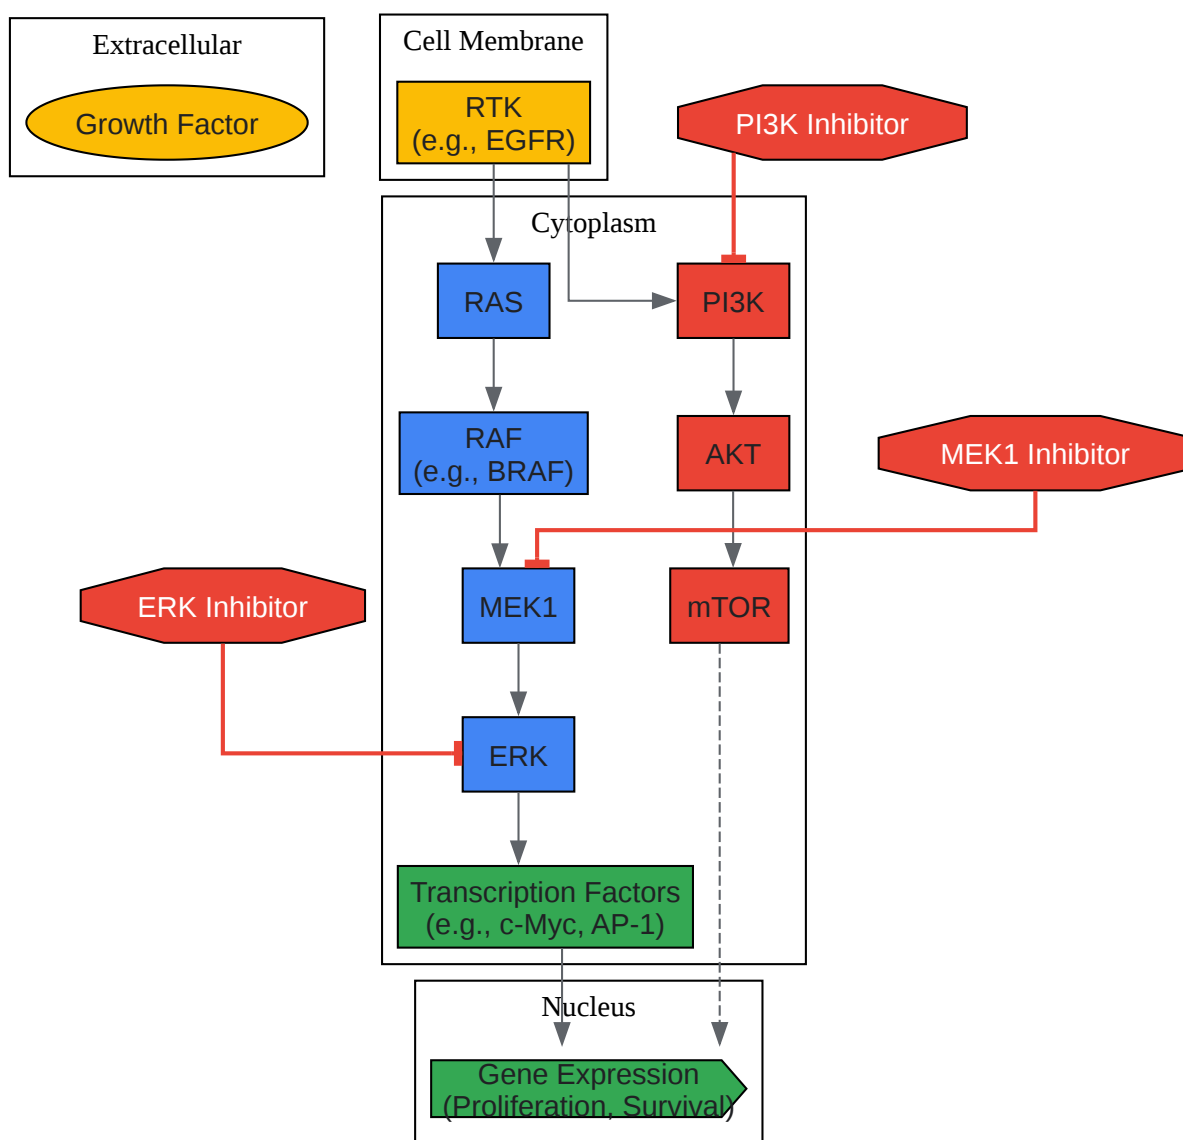 Extracellular
Growth Factor
Cell Membrane
RTK
(e.g., EGFR)
PI3K Inhibitor
Cytoplasm
RAS
PI3K
RAF
(e.g., BRAF)
AKT
MEK1 Inhibitor
ERK Inhibitor
MEK1
mTOR
ERK
Transcription Factors
(e.g., c-Myc, AP-1)
Nucleus
Gene Expression
(Proliferation, Survival)